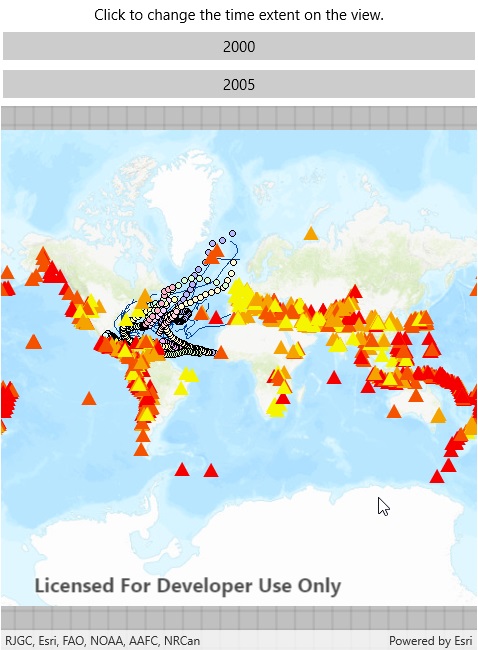 Click to change the time extent on the view.
2000
2005
Licensed For Developer Use Only
RJGC, Esri, FAO, NOAA, AAFC, NRCan
Powered by Esri